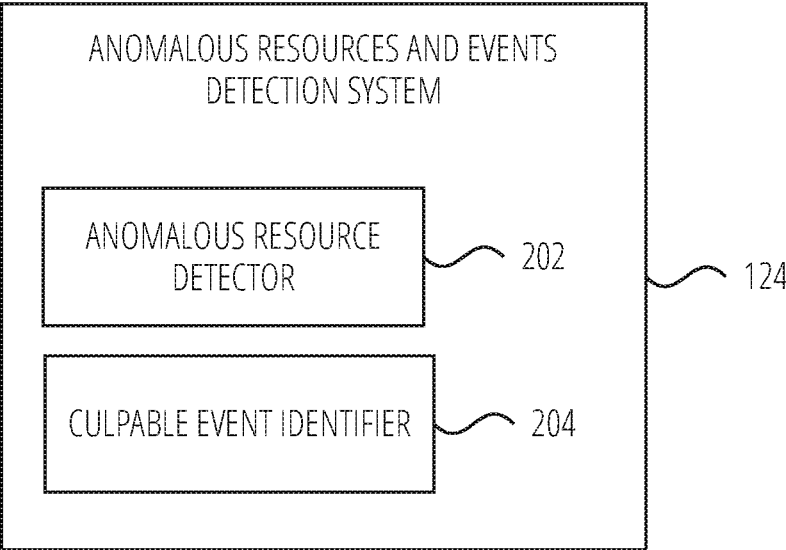 ANOMALOUS RESOURCES AND EVENTS
DETECTION SYSTEM
ANOMALOUS RESOURCE
DETECTOR
202
124
CULPABLE EVENT IDENTIFIER
204